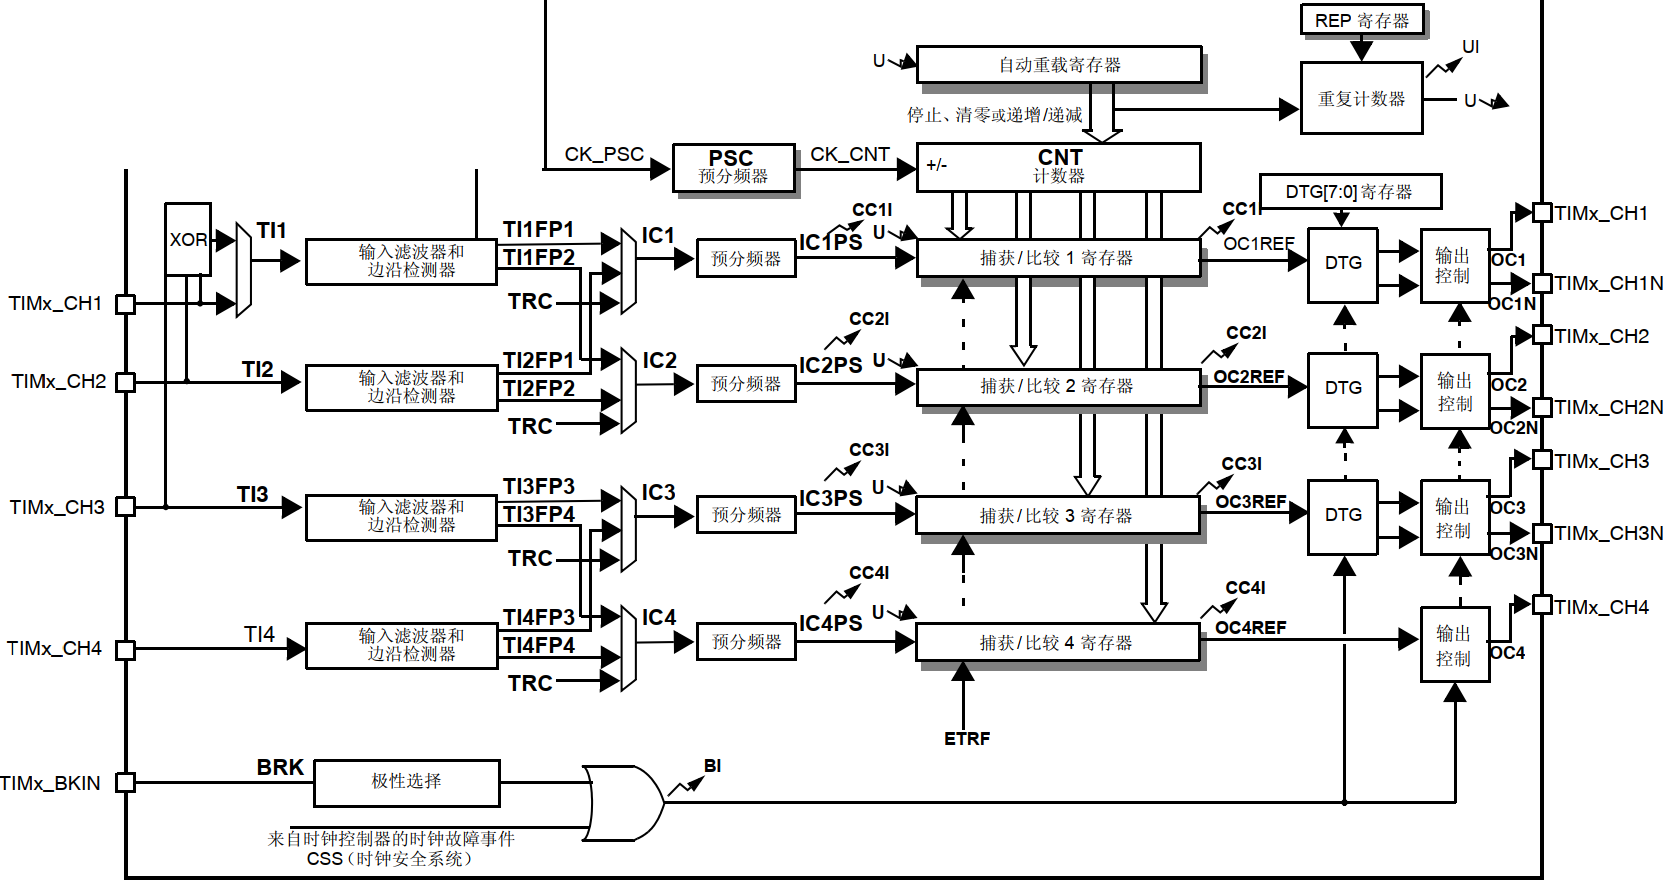 REP 寄存器
UI
U
自动重载寄存器
重复计数器
U
停止、清零或递增/递减
CK_PSC
PSC
预分频器
CK_CNT
+/-
CNT
计数器
DTG[7:0] 寄存器
XOR
TI1
输入滤波器和
边沿检测器
TI1FP1
TI1FP2
TRC
IC1
预分频器
CC1I
IC1PS
U
捕获/比较 1 寄存器
CC1I
OC1REF
DTG
输出
控制
OC1
OC1N
TIMx_CH1
TIMx_CH1N
TIMx_CH1
TIMx_CH2
TI2
输入滤波器和
边沿检测器
TI2FP1
TI2FP2
TRC
IC2
预分频器
CC2I
IC2PS
U
捕获/比较 2 寄存器
CC2I
OC2REF
DTG
输出
控制
OC2
OC2N
TIMx_CH2
TIMx_CH2N
TIMx_CH3
TI3
输入滤波器和
边沿检测器
TI3FP3
TI3FP4
TRC
IC3
预分频器
CC3I
IC3PS
U
捕获/比较 3 寄存器
CC3I
OC3REF
DTG
输出
控制
OC3
OC3N
TIMx_CH3
TIMx_CH3N
TIMx_CH4
TI4
输入滤波器和
边沿检测器
TI4FP3
TI4FP4
TRC
IC4
预分频器
CC4I
IC4PS
U
捕获/比较 4 寄存器
CC4I
OC4REF
输出
控制
OC4
TIMx_CH4
ETRF
TIMx_BKIN
BRK
极性选择
BI
来自时钟控制器的时钟故障事件
CSS（时钟安全系统）